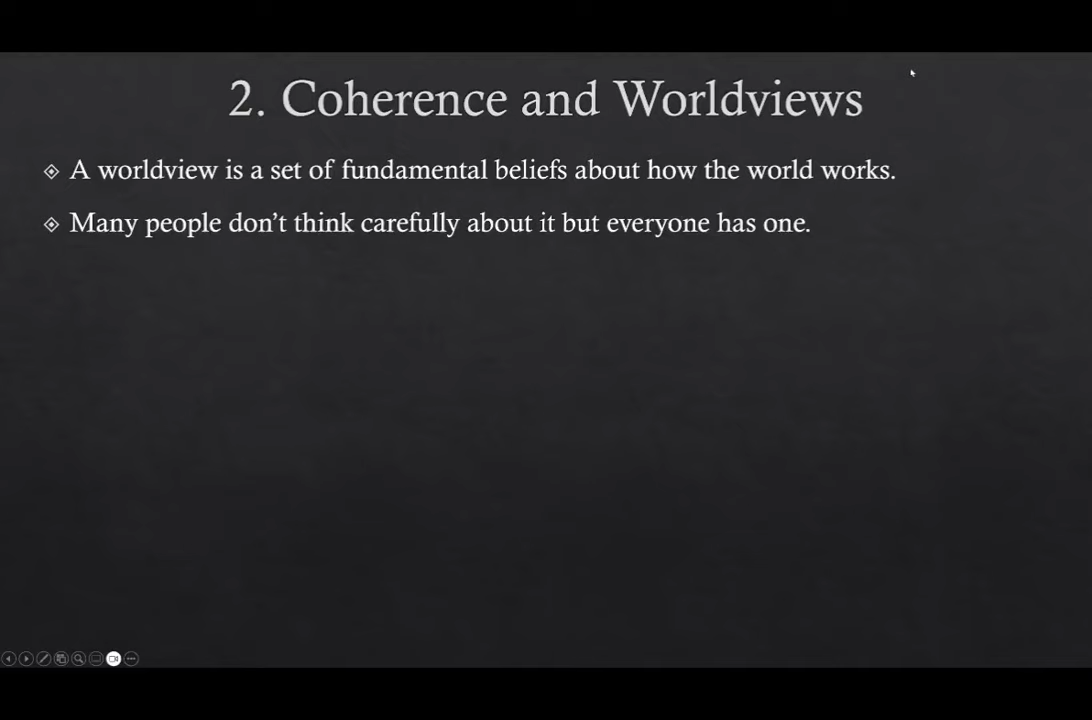 2. Coherence and Worldviews
A worldview is a set of fundamental beliefs about how the world works.
Many people don’t think carefully about it but everyone has one.